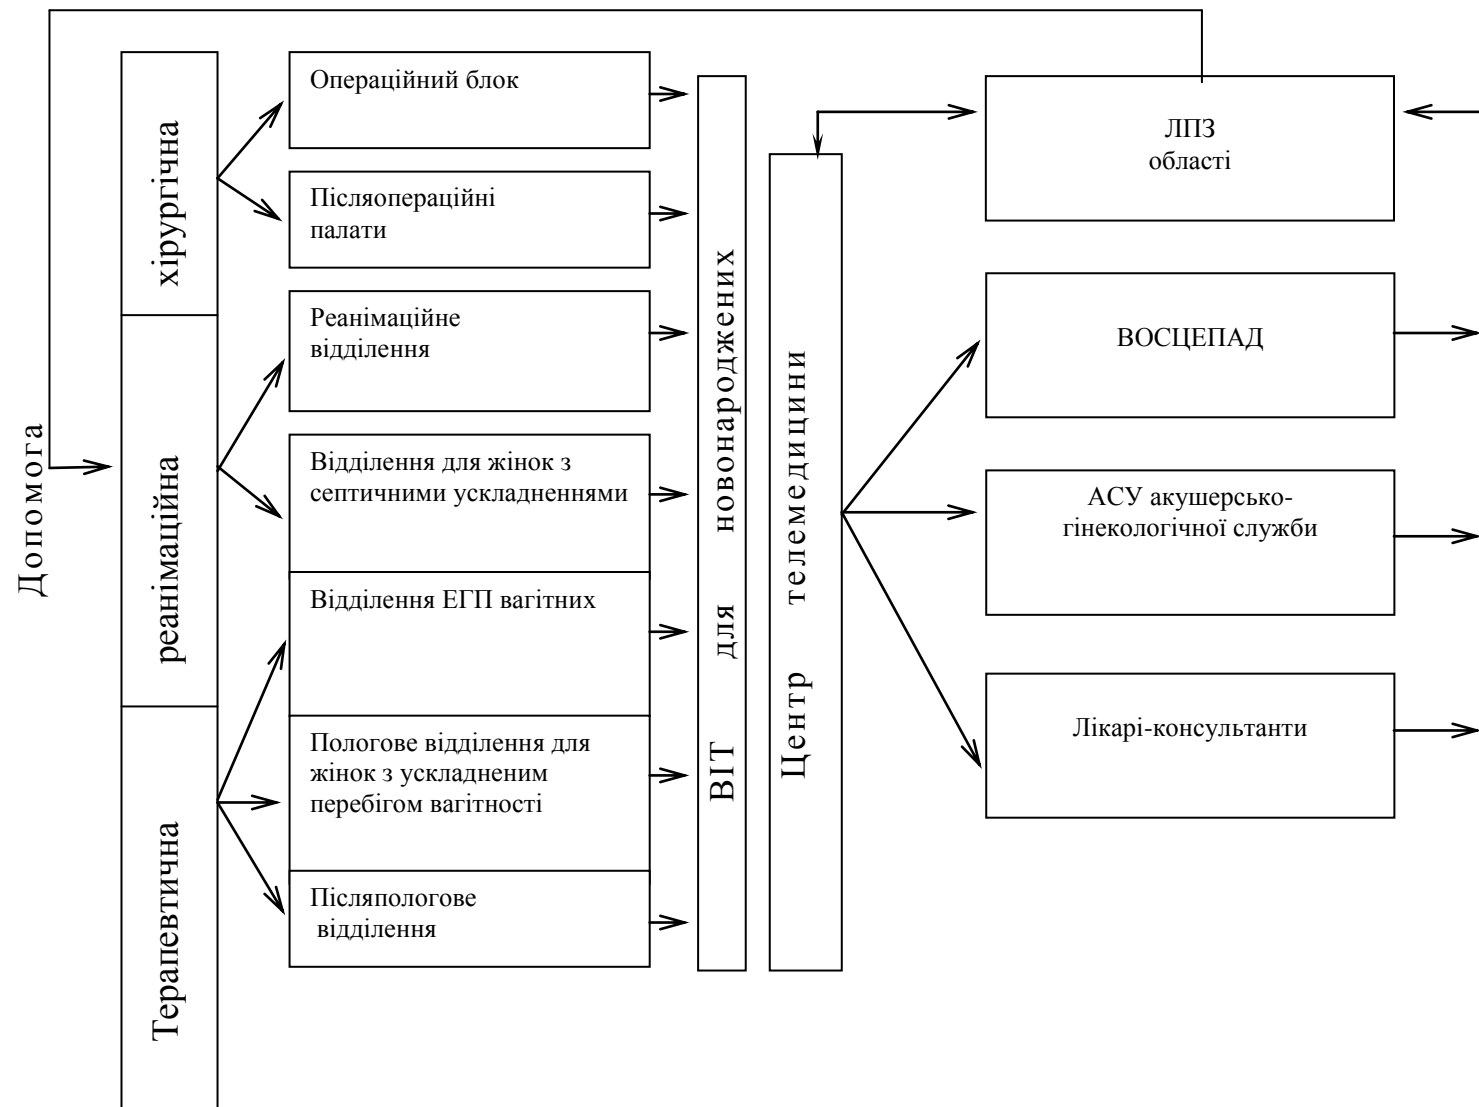 Допомога
хірургічна
реанімаційна
Терапевтична
Операційний блок
Післяопераційні
палати
Реанімаційне
відділення
Відділення для жінок з
септичними ускладненнями
Відділення ЕГП вагітних
Пологове відділення для
жінок з ускладненим
перебігом вагітності
Післяпологове
відділення
ВІТ для новонароджених
Центр телемедицини
ЛПЗ
області
ВОСЦЕПАД
АСУ акушерсько-
гінекологічної служби
Лікарі-консультанти